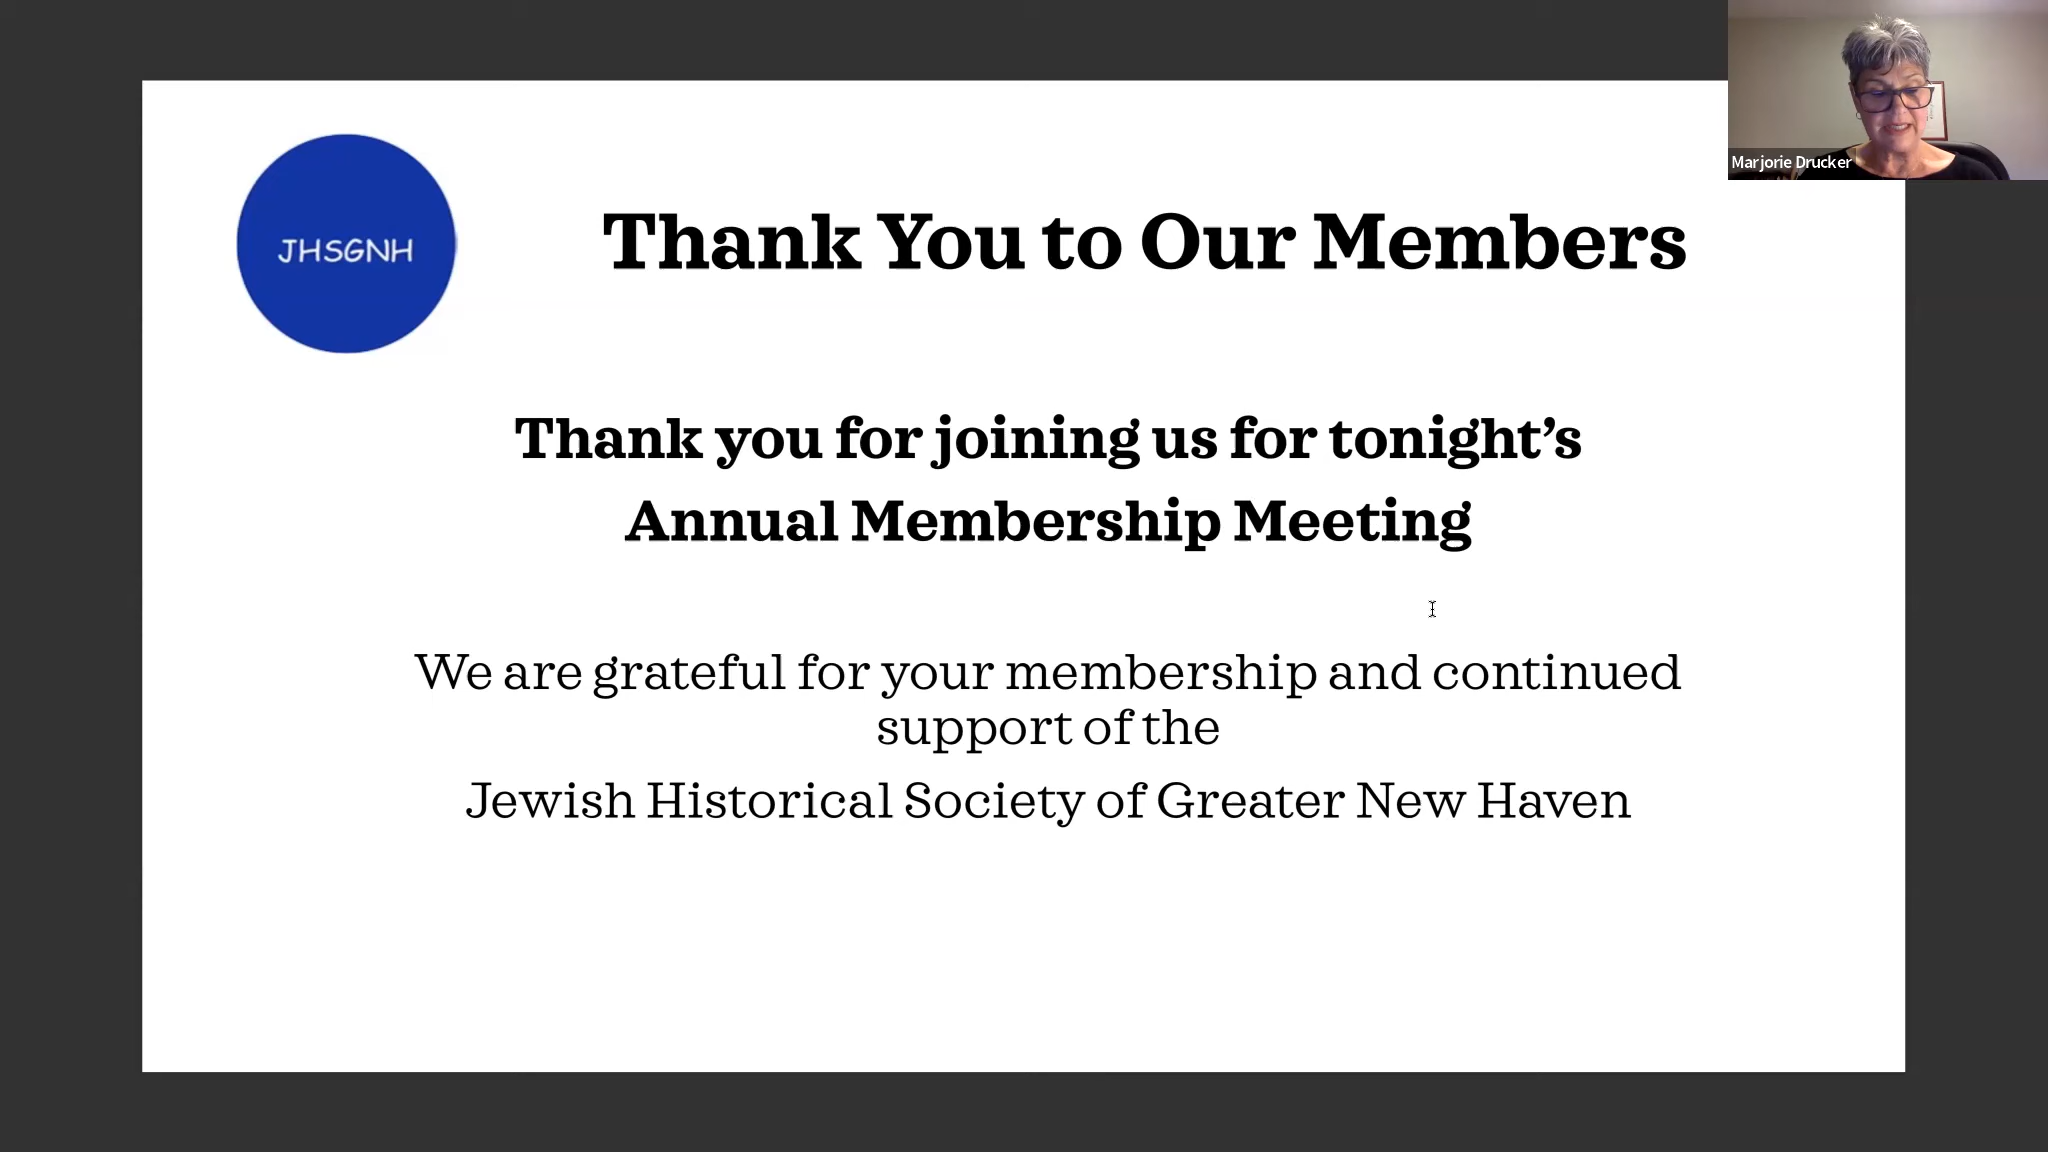 Marjorie Drucker
JHSGNH
Thank You to Our Members
Thank you for joining us for tonight’s
Annual Membership Meeting
We are grateful for your membership and continued
support of the
Jewish Historical Society of Greater New Haven